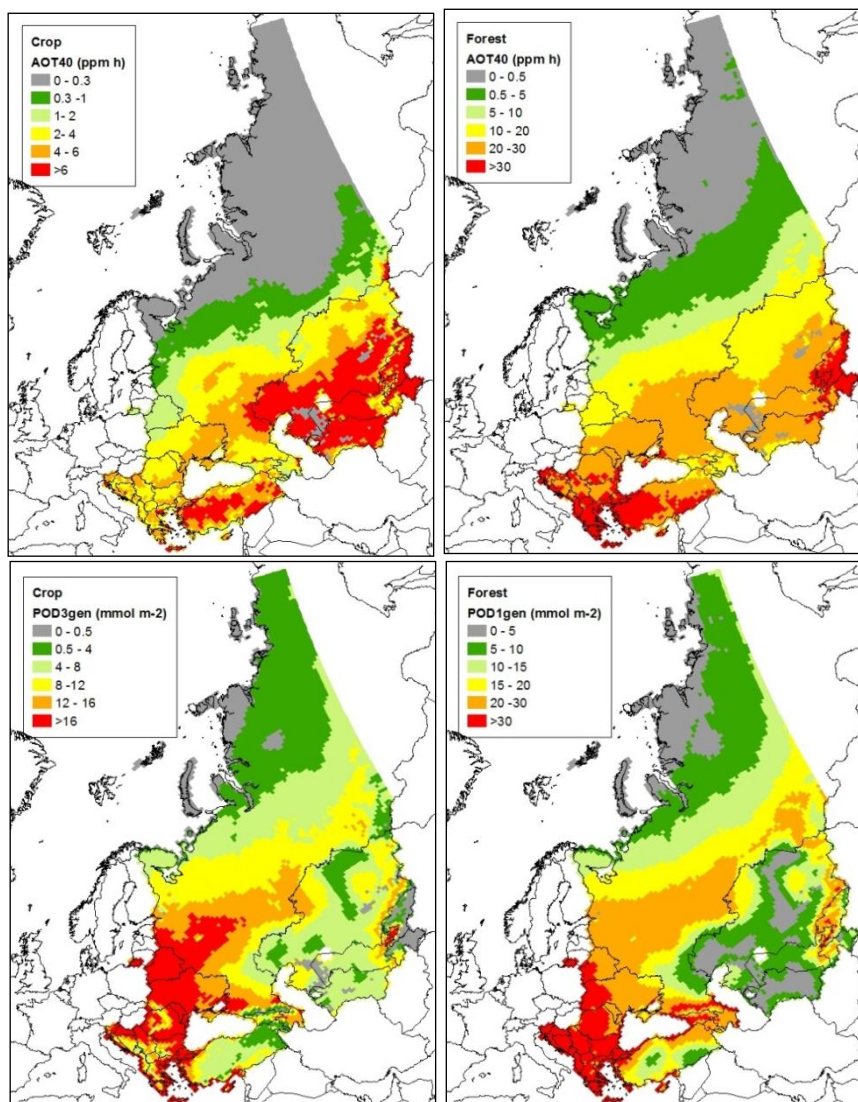 Crop
AOT40 (ppm h)
0 - 0.3
0.3 -1
1- 2
2 - 4
4 - 6
>6
Forest
AOT40 (ppm h)
0 - 0.5
0.5 - 5
5 - 10
10 - 20
20 -30
>30
Crop
POD3gen (mmol m-2)
0 - 0.5
0.5 - 4
4 - 8
8 -12
12 - 16
>16
Forest
POD1gen (mmol m-2)
0 - 5
5 - 10
10 -15
15 - 20
20 -30
>30